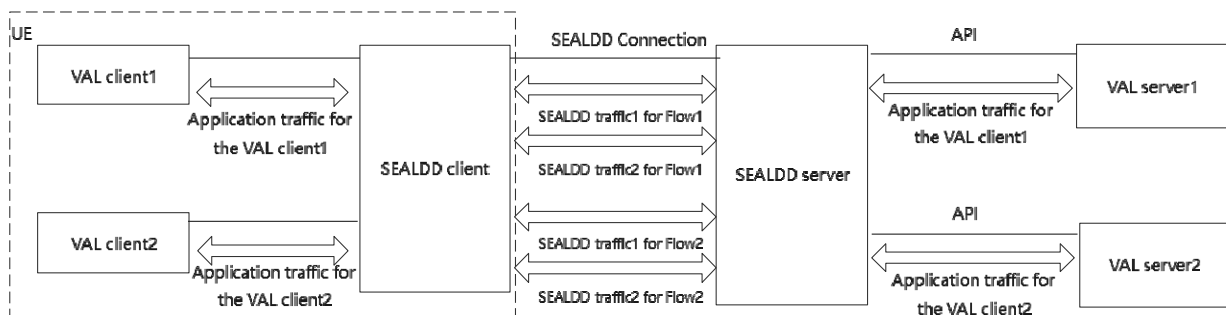 UE
VAL client1
Application traffic for
the VAL client1
VAL client2
Application traffic for
the VAL client2
SEALDD client
SEALDD Connection
SEALDD traffic1 for Flow1
SEALDD traffic2 for Flow1
SEALDD traffic1 for Flow2
SEALDD traffic2 for Flow2
SEALDD server
API
Application traffic for
the VAL client1
VAL server1
API
Application traffic for
the VAL client2
VAL server2